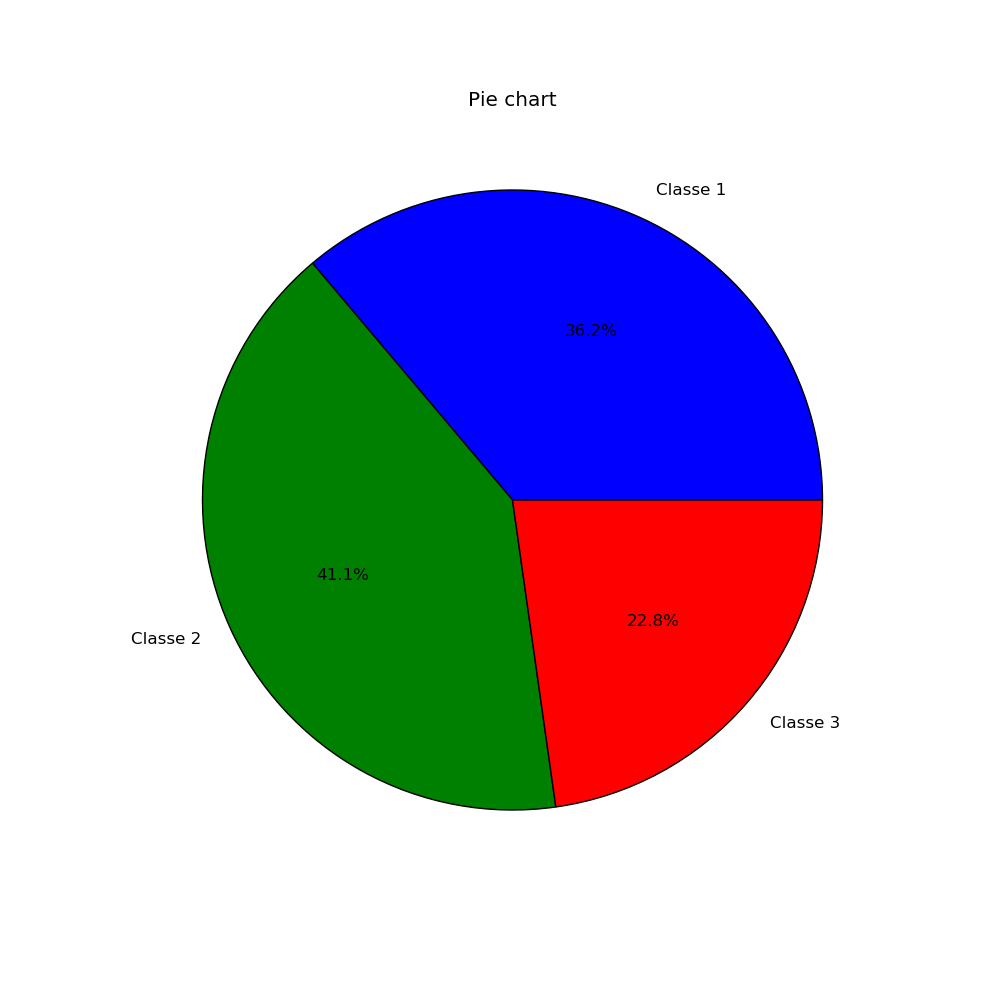 Pie chart
Classe 1
36.2%
41.1%
22.8%
Classe 2
Classe 3